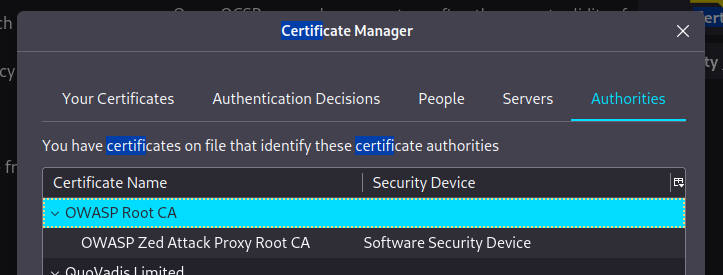 Certificate Manager
Your Certificates Authentication Decisions People Servers Authorities
You have certificates on file that identify these certificate authorities
Certificate Name Security Device
OWASP Root CA
OWASP Zed Attack Proxy Root CA Software Security Device
QuoVadis Limited